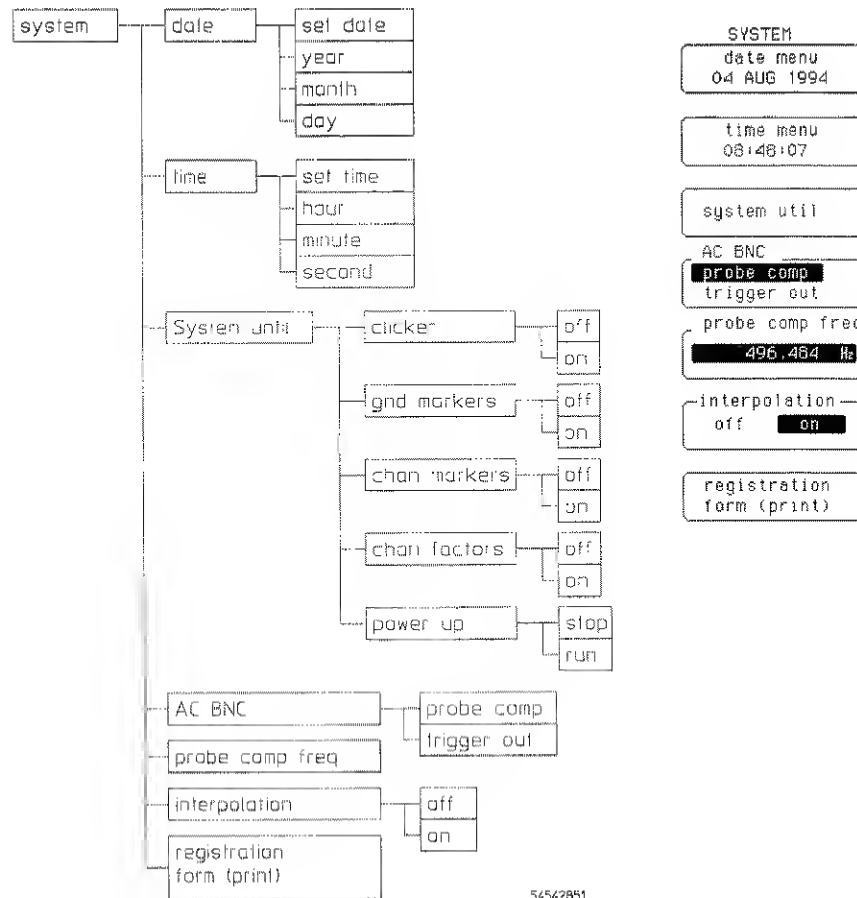 system
date
set date
year
month
day
time
set time
hour
minute
second
System until
clicker
off
on
gnd markers
off
on
chan markers
off
on
chan factors
off
on
power up
stop
run
AC BNC
probe comp
trigger out
probe comp freq
interpolation
off
on
registration
form (print)
54542B51
SYSTEM
date menu
04 AUG 1994
time menu
08:48:07
system util
AC BNC
probe comp
trigger out
probe comp freq
496.484 Hz
interpolation
off on
registration
form (print)